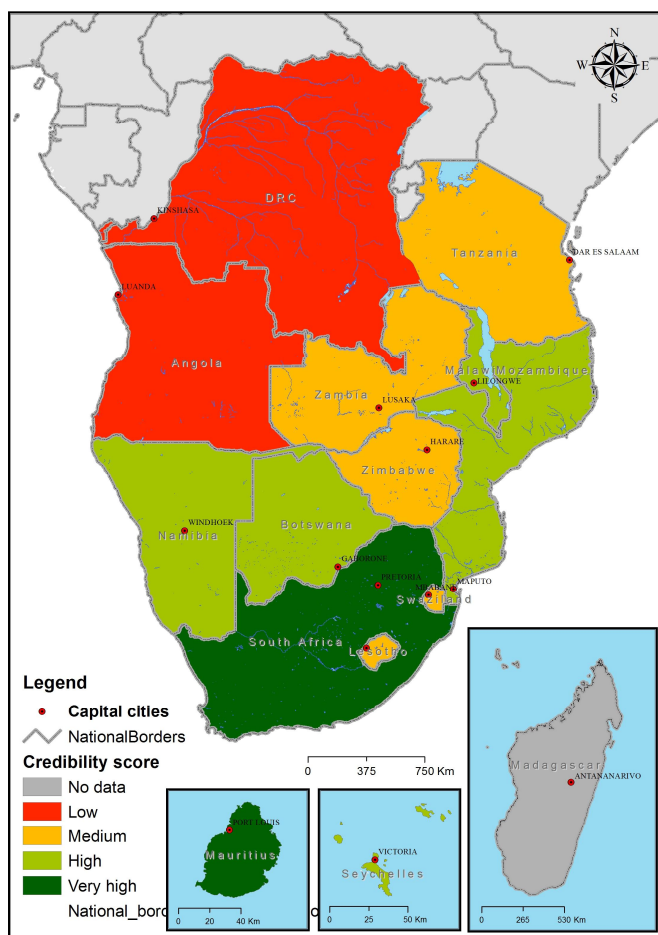 N
W E
S
DRC
KINSHASA
Tanzania
DAR ES SALAAM
LUANDA
Angola
Malawi
Mozambique
LILONGWE
Zambia
LUSAKA
HARARE
Zimbabwe
WINDHOEK
Namibia
Botswana
GABORONE
PRETORIA
MAPUTO
Swaziland
South Africa
Lesotho
Legend
Capital cities
NationalBorders
Credibility score
No data
Low
Medium
High
Very high
0 375 750 Km
PORT LOUIS
Mauritius
0 20 40 Km
VICTORIA
Seychelles
0 25 50 Km
Madagascar
ANTANANARIVO
0 265 530 Km